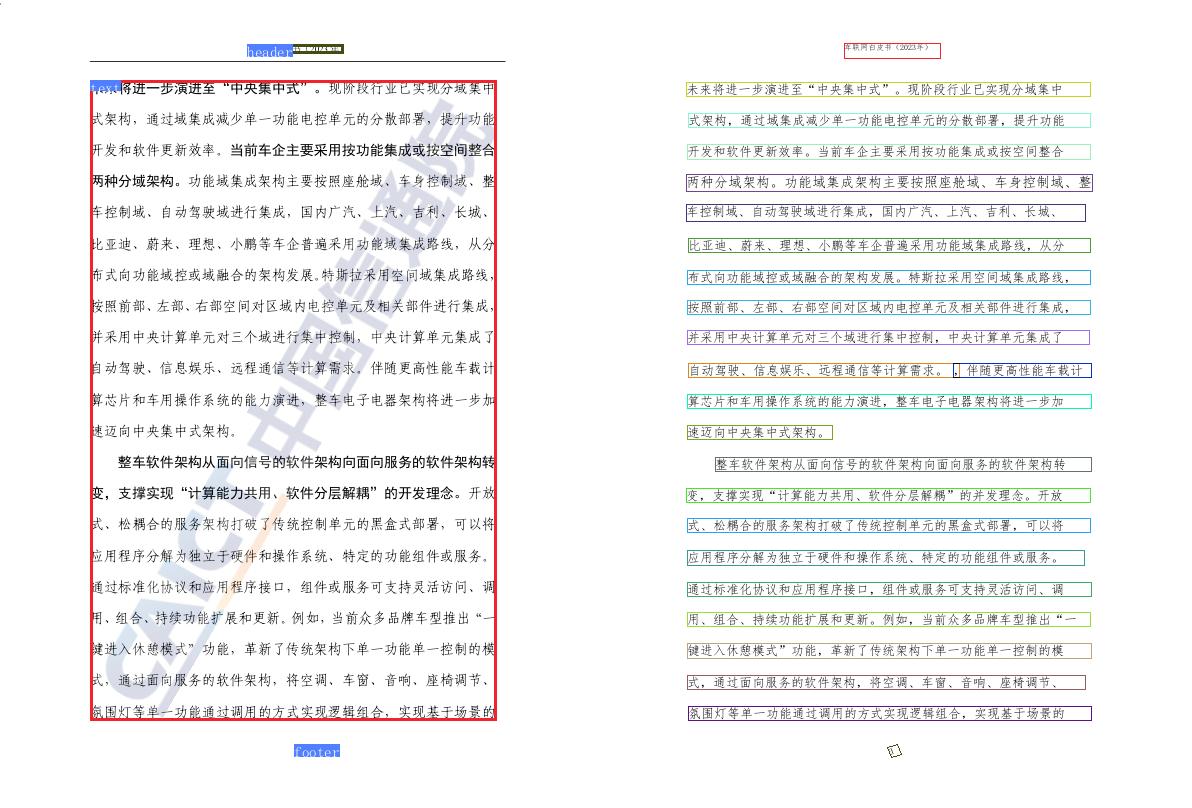 header
text
未来将进一步演进至“中央集中式”。现阶段行业已实现分域集中
式架构，通过域集成减少单一功能电控单元的分散部署，提升功能
开发和软件更新效率。当前车企主要采用按功能集成或按空间整合
两种分域架构。功能域集成架构主要按照座舱域、车身控制域、整
车控制域、自动驾驶域进行集成，国内广汽、上汽、吉利、长城、
比亚迪、蔚来、理想、小鹏等车企普遍采用功能域集成路线，从分
布式向功能域控或域融合的架构发展。特斯拉采用空间域集成路线，
按照前部、左部、右部空间对区域内电控单元及相关部件进行集成，
并采用中央计算单元对三个域进行集中控制，中央计算单元集成了
自动驾驶、信息娱乐、远程通信等计算需求。伴随更高性能车载计
算芯片和车用操作系统的能力演进，整车电子电器架构将进一步加
速迈向中央集中式架构。
整车软件架构从面向信号的软件架构向面向服务的软件架构转
变，支撑实现“计算能力共用、软件分层解耦”的开发理念。开放
式、松耦合的服务架构打破了传统控制单元的黑盒式部署，可以将
应用程序分解为独立于硬件和操作系统、特定的功能组件或服务。
通过标准化协议和应用程序接口，组件或服务可支持灵活访问、调
用、组合、持续功能扩展和更新。例如，当前众多品牌车型推出“一
键进入休憩模式”功能，革新了传统架构下单一功能单一控制的模
式，通过面向服务的软件架构，将空调、车窗、音响、座椅调节、
氛围灯等单一功能通过调用的方式实现逻辑组合，实现基于场景的
CAICT 中国信通院
footer
车联网白皮书（2023年）
未来将进一步演进至“中央集中式”。现阶段行业已实现分域集中
式架构，通过域集成减少单一功能电控单元的分散部署，提升功能
开发和软件更新效率。当前车企主要采用按功能集成或按空间整合
两种分域架构。功能域集成架构主要按照座舱域、车身控制域、整
车控制域、自动驾驶域进行集成，国内广汽、上汽、吉利、长城、
比亚迪、蔚来、理想、小鹏等车企普遍采用功能域集成路线，从分
布式向功能域控或域融合的架构发展。特斯拉采用空间域集成路线，
按照前部、左部、右部空间对区域内电控单元及相关部件进行集成，
并采用中央计算单元对三个域进行集中控制，中央计算单元集成了
自动驾驶、信息娱乐、远程通信等计算需求。，伴随更高性能车载计
算芯片和车用操作系统的能力演进，整车电子电器架构将进一步加
速迈向中央集中式架构。
整车软件架构从面向信号的软件架构向面向服务的软件架构转
变，支撑实现“计算能力共用、软件分层解稠”的并发理念。开放
式、松耦合的服务架构打破了传统控制单元的黑盒式部署，可以将
应用程序分解为独立于硬件和操作系统、特定的功能组件或服务。
通过标准化协议和应用程序接口，组件或服务可支持灵活访问、调
用、组合、持续功能扩展和更新。例如，当前众多品牌车型推出“一
键进入休憩模式”功能，革新了传统架构下单一功能单一控制的模
式，通过面向服务的软件架构，将空调、车窗、音响、座椅调节、
氛围灯等单一功能通过调用的方式实现逻辑组合，实现基于场景的